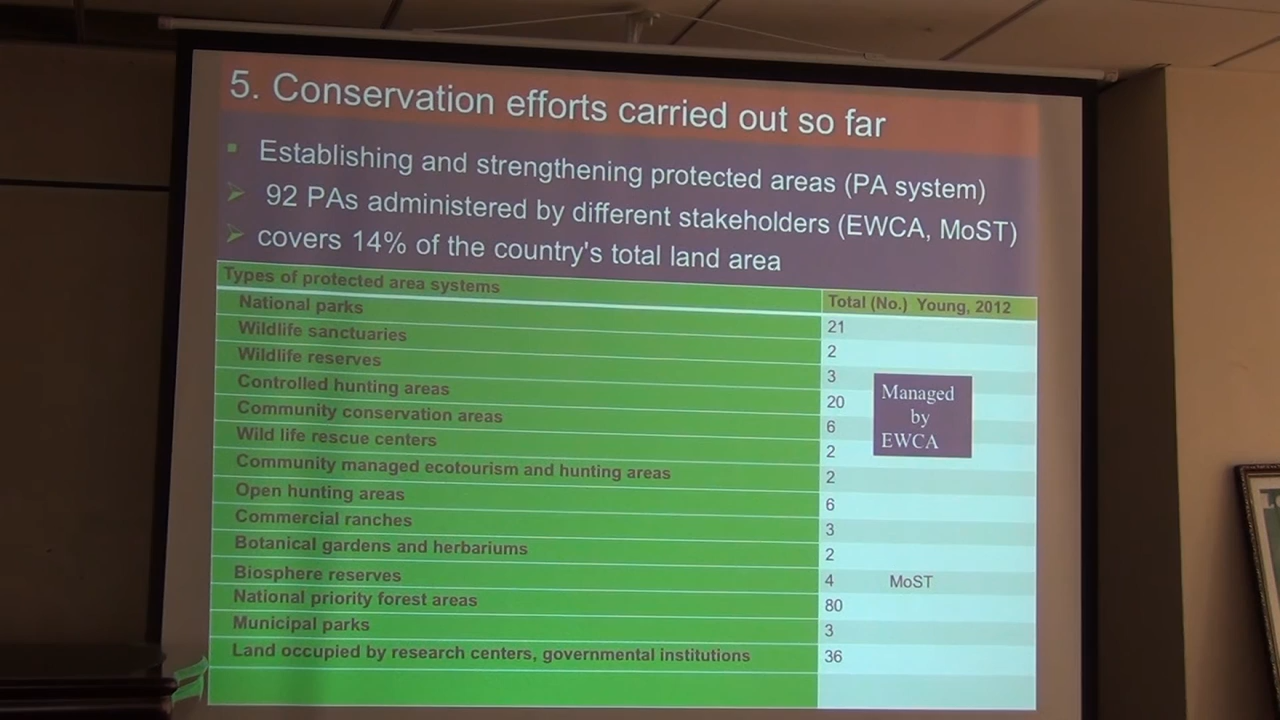 5. Conservation efforts carried out so far
Establishing and strengthening protected areas (PA system)
92 PAs administered by different stakeholders (EWCA, MoST)
covers 14% of the country's total land area
Types of protected area systems Total (No.) Young, 2012
National parks 21
Wildlife sanctuaries 2
Wildlife reserves 3
Controlled hunting areas 20
Community conservation areas 6
Wild life rescue centers 2
Community managed ecotourism and hunting areas 2
Open hunting areas 6
Commercial ranches 3
Botanical gardens and herbariums 2
Biosphere reserves 4 MoST
National priority forest areas 80
Municipal parks 3
Land occupied by research centers, governmental institutions 36
Managed
by
EWCA